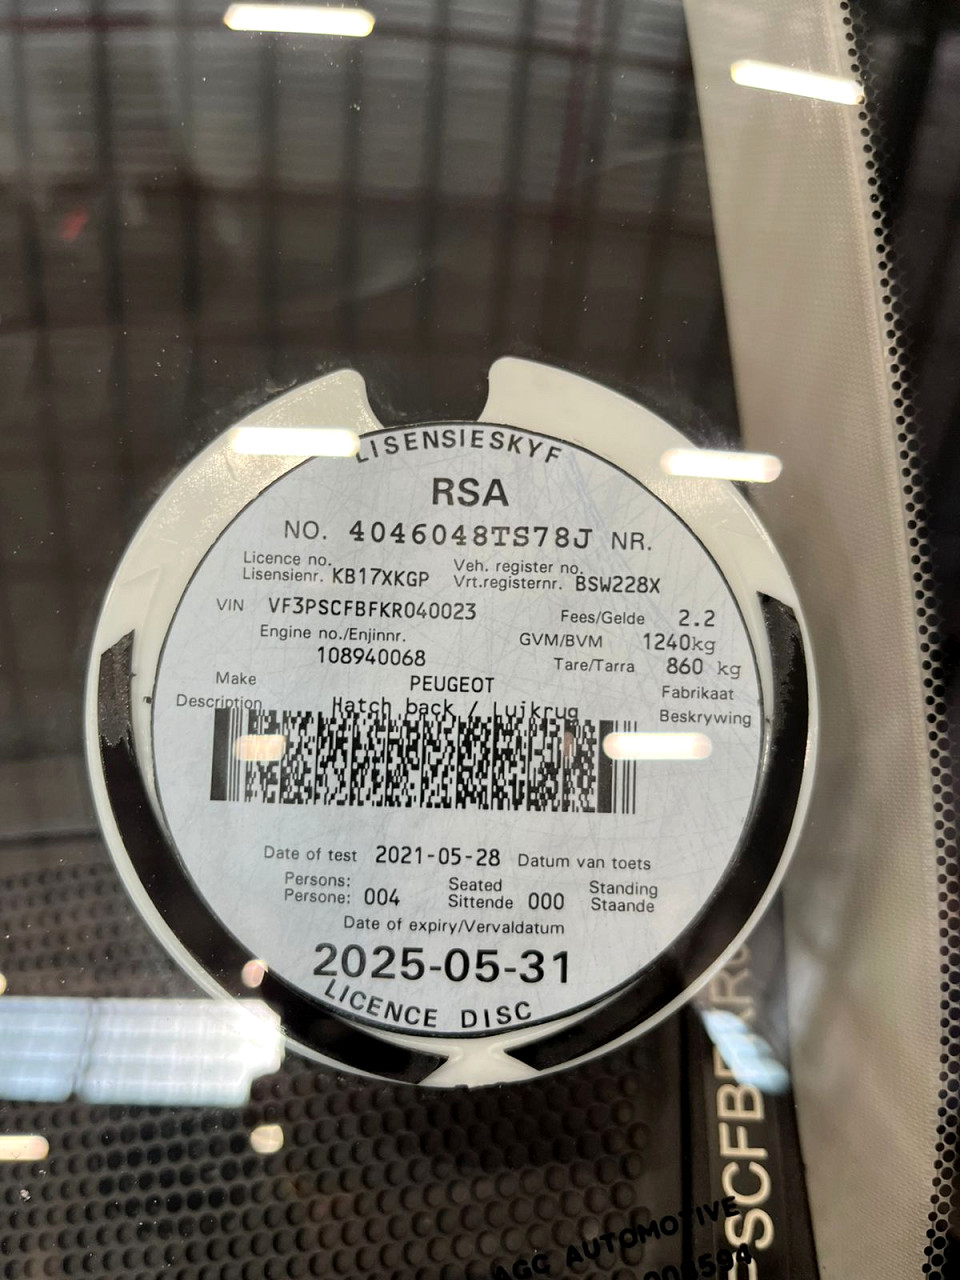 LISENSIESKYF
RSA
NO. 4046048TS78J NR.
Licence no. Veh. register no.
Lisensienr. KB17XKGP Vrt.registernr. BSW228X
VIN VF3PSCFBFKR040023 Fees/Gelde 2.2
Engine no./Enjinnr. GVM/BVM 1240kg
108940068 Tare/Tarra 860 kg
Make PEUGEOT Fabrikaat
Description Hatch back / Luikrug Beskrywing
Date of test 2021-05-28 Datum van toets
Persons: Seated Standing
Persone: 004 Sittende 000 Staande
Date of expiry/Vervaldatum
2025-05-31
LICENCE DISC
AGC AUTOMOTIVE